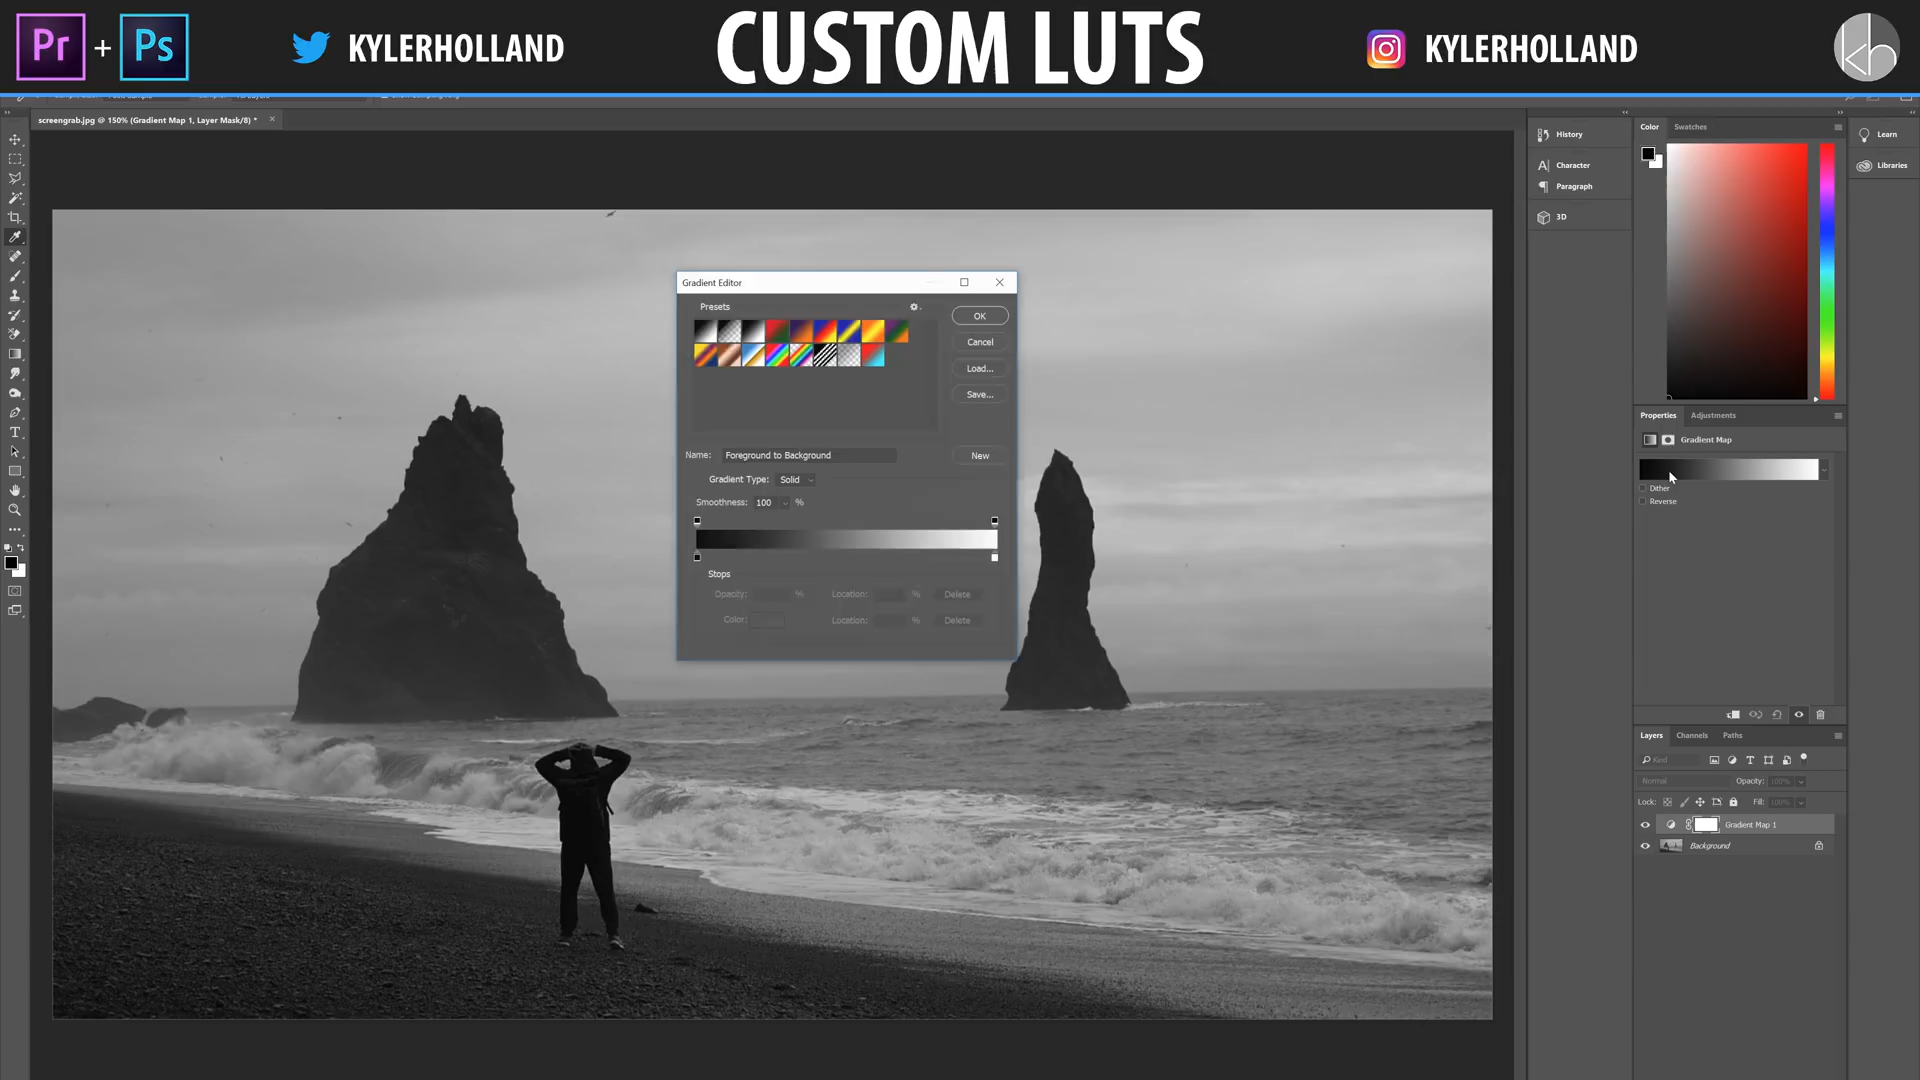 Pr + Ps KYLERHOLLAND CUSTOM LUTS KYLERHOLLAND kh
screengrab.jpg @ 150% (Gradient Map 1, Layer Mask/8) *
History
Character
Paragraph
3D
Color Swatches
Learn
Libraries
Gradient Editor
Presets
OK
Cancel
Load...
Save...
Name: Foreground to Background
New
Gradient Type: Solid
Smoothness: 100 %
Stops
Opacity: % Location: % Delete
Color: Location: % Delete
Properties Adjustments
Gradient Map
Dither
Reverse
Layers Channels Paths
Kind
Normal Opacity: 100%
Lock: Fill: 100%
Gradient Map 1
Background